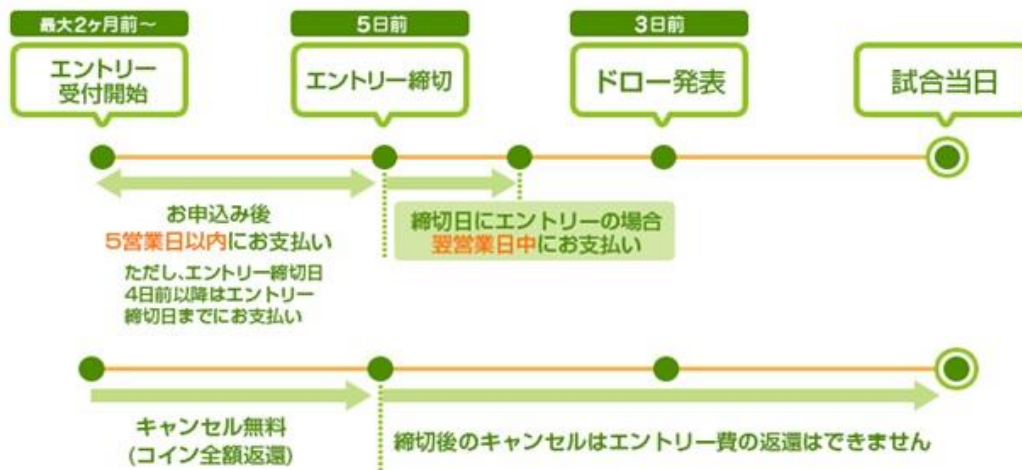 最大2ヶ月前～
5日前
3日前
エントリー
受付開始
エントリー締切
ドロー発表
試合当日
お申込み後
5営業日以内にお支払い
ただし、エントリー締切日
4日前以降はエントリー
締切日までにお支払い
締切日にエントリーの場合
翌営業日中にお支払い
キャンセル無料
(コイン全額返還)
締切後のキャンセルはエントリー費の返還はできません